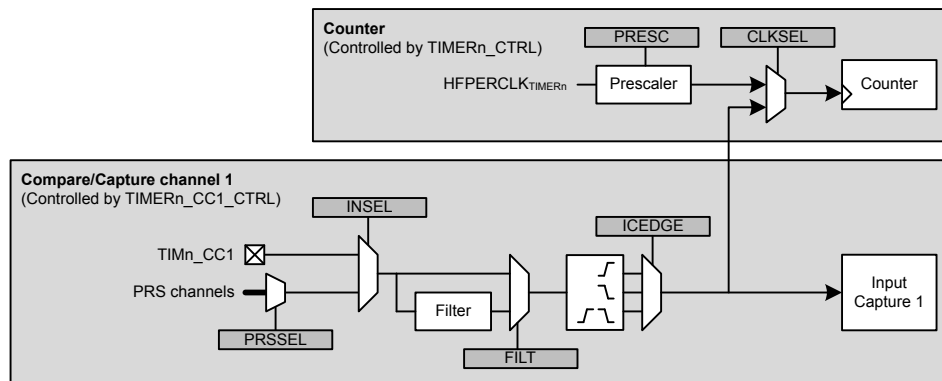 Counter
(Controlled by TIMERn_CTRL)
PRESC
CLKSEL
HFPERCLKTIMERn
Prescaler
Counter
Compare/Capture channel 1
(Controlled by TIMERn_CC1_CTRL)
INSEL
ICEDGE
TIMn_CC1
PRS channels
Filter
Input
Capture 1
PRSSEL
FILT